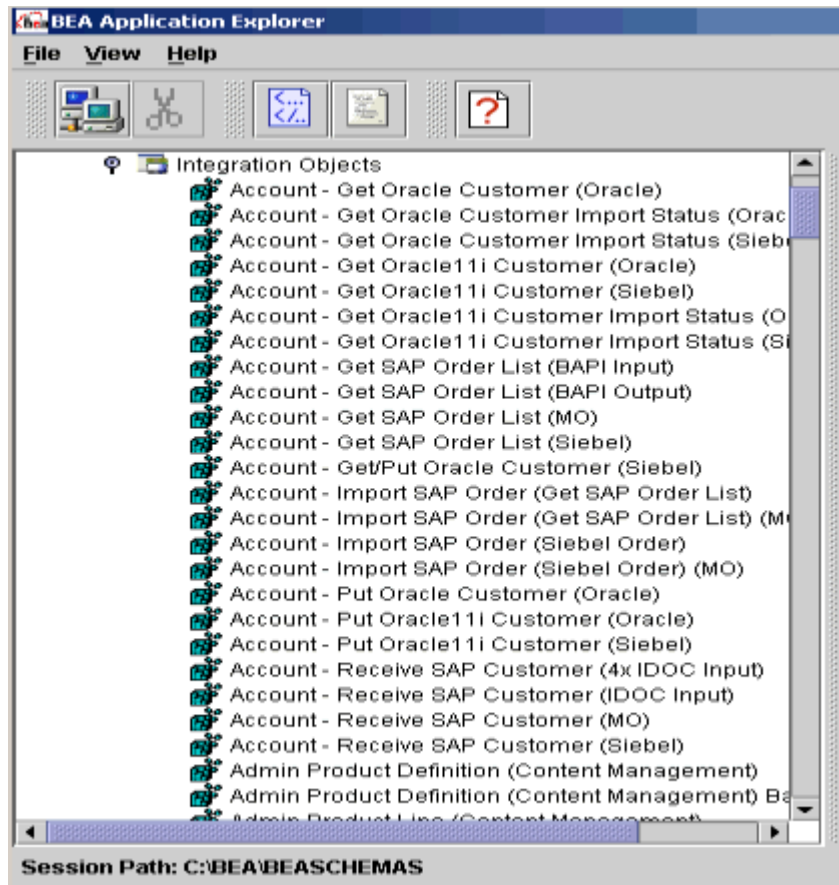 BEA Application Explorer
File View Help
Integration Objects
Account - Get Oracle Customer (Oracle)
Account - Get Oracle Customer Import Status (Orac
Account - Get Oracle Customer Import Status (Sieb
Account - Get Oracle11i Customer (Oracle)
Account - Get Oracle11i Customer (Siebel)
Account - Get Oracle11i Customer Import Status (O
Account - Get Oracle11i Customer Import Status (Si
Account - Get SAP Order List (BAPI Input)
Account - Get SAP Order List (BAPI Output)
Account - Get SAP Order List (MO)
Account - Get SAP Order List (Siebel)
Account - Get/Put Oracle Customer (Siebel)
Account - Import SAP Order (Get SAP Order List)
Account - Import SAP Order (Get SAP Order List) (M
Account - Import SAP Order (Siebel Order)
Account - Import SAP Order (Siebel Order) (MO)
Account - Put Oracle Customer (Oracle)
Account - Put Oracle11i Customer (Oracle)
Account - Put Oracle11i Customer (Siebel)
Account - Receive SAP Customer (4x IDOC Input)
Account - Receive SAP Customer (IDOC Input)
Account - Receive SAP Customer (MO)
Account - Receive SAP Customer (Siebel)
Admin Product Definition (Content Management)
Admin Product Definition (Content Management) Ba
Admin Product Line (Content Management)
Session Path: C:\BEA\BEASCHEMAS